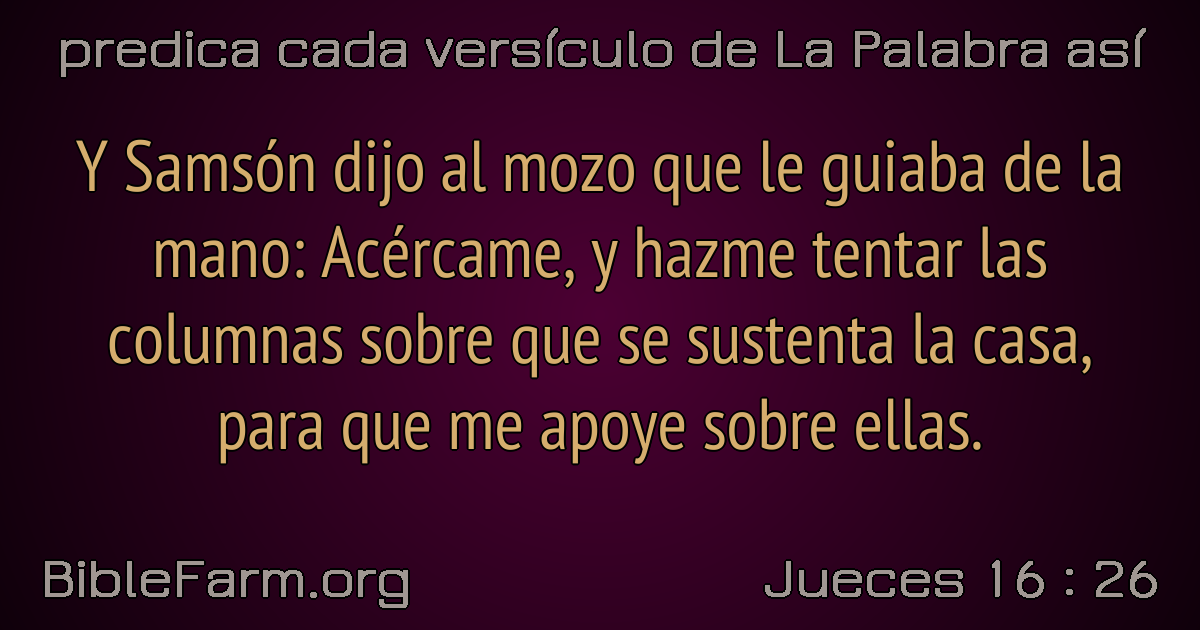 predica cada versículo de La Palabra así
Y Samsón dijo al mozo que le guiaba de la
mano: Acércame, y hazme tentar las
columnas sobre que se sustenta la casa,
para que me apoye sobre ellas.
BibleFarm.org
Jueces 16 : 26